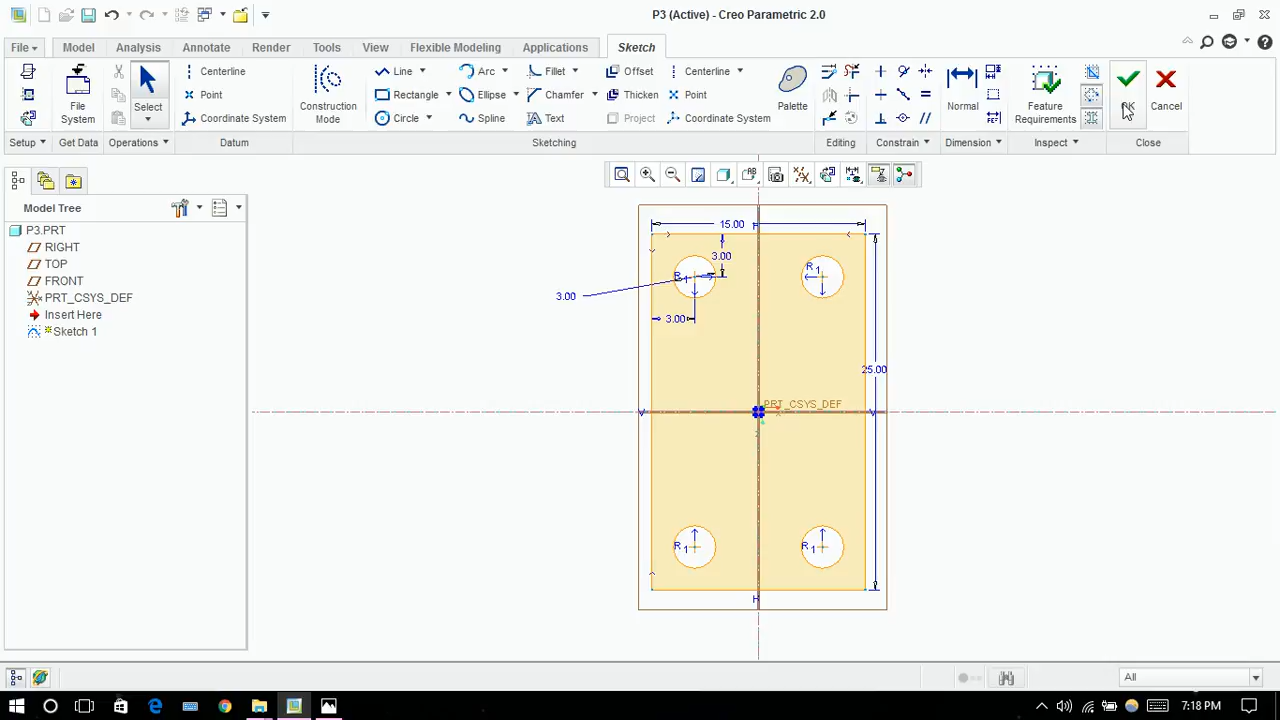 P3 (Active) - Creo Parametric 2.0
File Model Analysis Annotate Render Tools View Flexible Modeling Applications Sketch
Centerline Line Arc Fillet Offset Centerline
Point Rectangle Ellipse Chamfer Thicken Point
Coordinate System Circle Spline Text Project Coordinate System
File System
Select
Construction Mode
Palette
Normal
Feature Requirements
OK
Cancel
Setup Get Data Operations Datum Sketching Editing Constrain Dimension Inspect Close
Model Tree
P3.PRT
RIGHT
TOP
FRONT
PRT_CSYS_DEF
Insert Here
Sketch 1
15.00
H
3.00
R1
R1
3.00
3.00
25.00
PRT_CSYS_DEF
V
V
R1
R1
H
All
7:18 PM